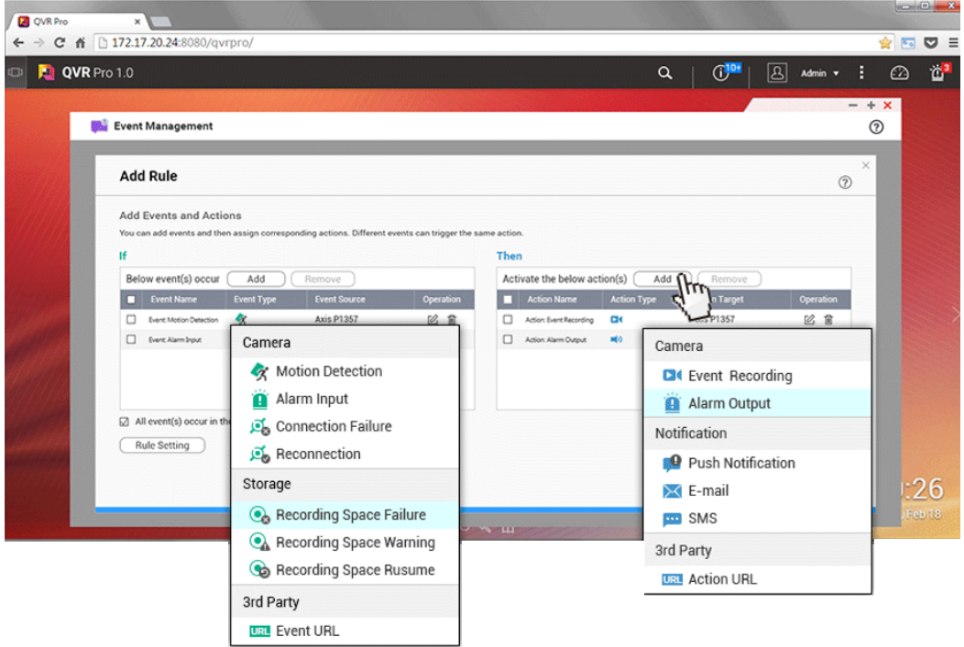 QVR Pro
172.17.20.24:8080/qvrpro/
QVR Pro 1.0
10+
Admin
3
Event Management
Add Rule
Add Events and Actions
You can add events and then assign corresponding actions. Different events can trigger the same action.
If
Below event(s) occur Add Remove
Event Name Event Type Event Source Operation
Event: Motion Detection Axis P1357
Event: Alarm Input
All event(s) occur in the
Rule Setting
Camera
Motion Detection
Alarm Input
Connection Failure
Reconnection
Storage
Recording Space Failure
Recording Space Warning
Recording Space Rusume
3rd Party
URL Event URL
Then
Activate the below action(s) Add Remove
Action Name Action Type Target Operation
Action: Event Recording P1357
Action: Alarm Output
Camera
Event Recording
Alarm Output
Notification
Push Notification
E-mail
SMS
3rd Party
URL Action URL
:26
Feb 18